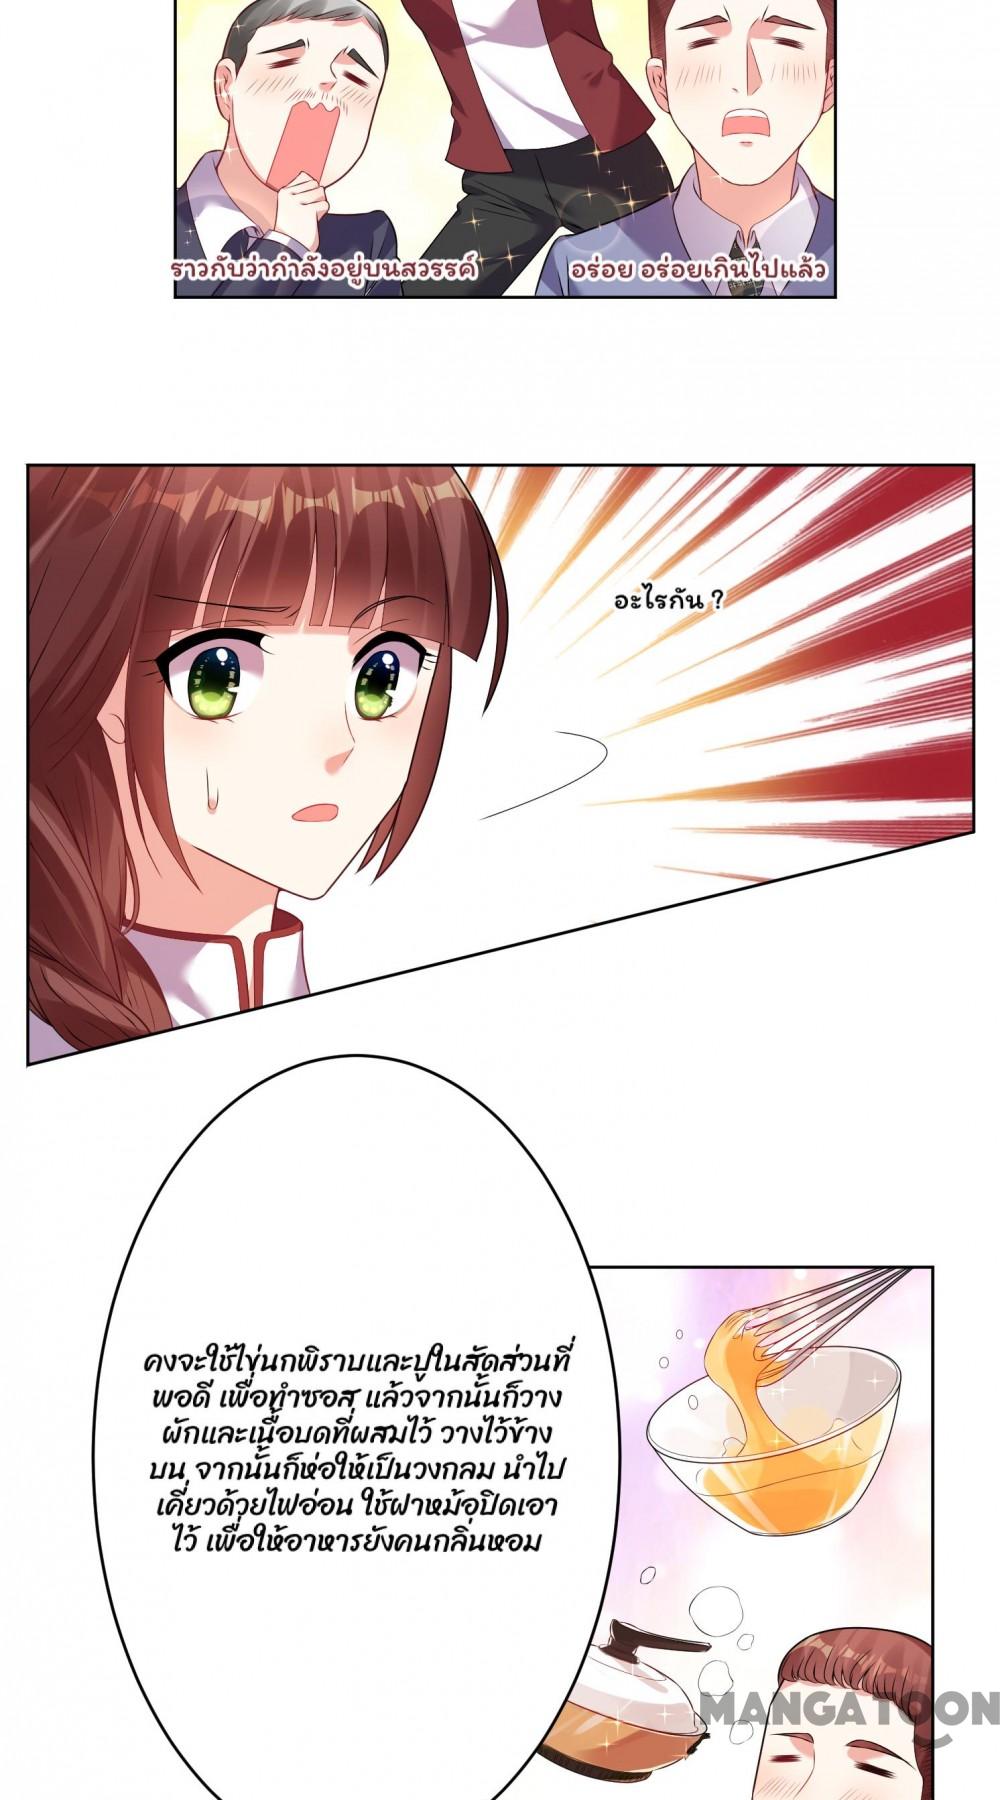 ราวกับว่ากำลังอยู่บนสวรรค์
อร่อย อร่อยเกินไปแล้ว
อะไรกัน ?
คงจะใช้ไข่นกพิราบและปูในสัดส่วนที่
พอดี เพื่อทำซอส แล้วจากนั้นก็วาง
ผักและเนื้อบดที่ผสมไว้ วางไว้ข้าง
บน จากนั้นก็ห่อให้เป็นวงกลม นำไป
เคี่ยวด้วยไฟอ่อน ใช้ฝาหม้อปิดเอา
ไว้ เพื่อให้อาหารยังคนกลิ่นหอม
MANGATOON